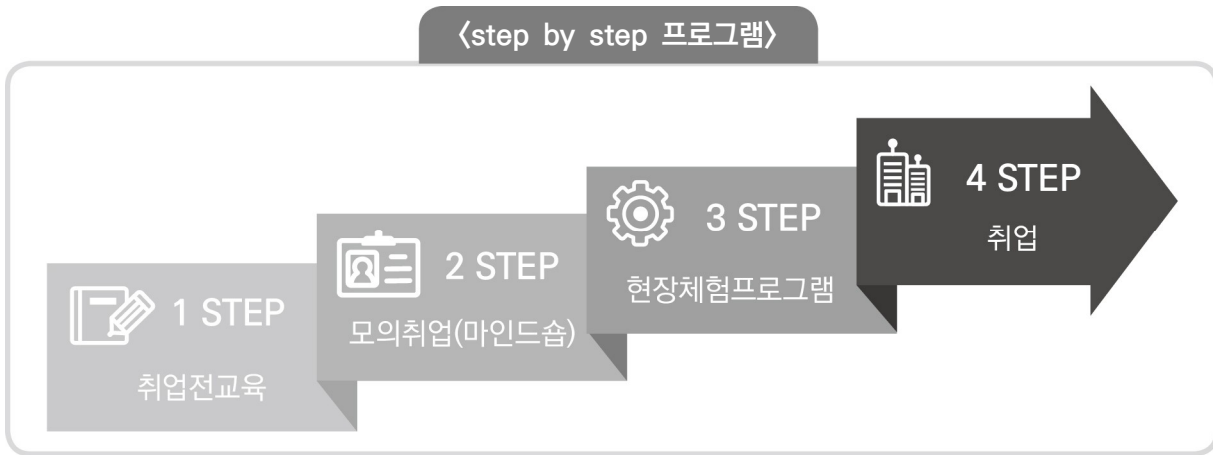 〈step by step 프로그램〉
1 STEP
취업전교육
2 STEP
모의취업(마인드숍)
3 STEP
현장체험프로그램
4 STEP
취업